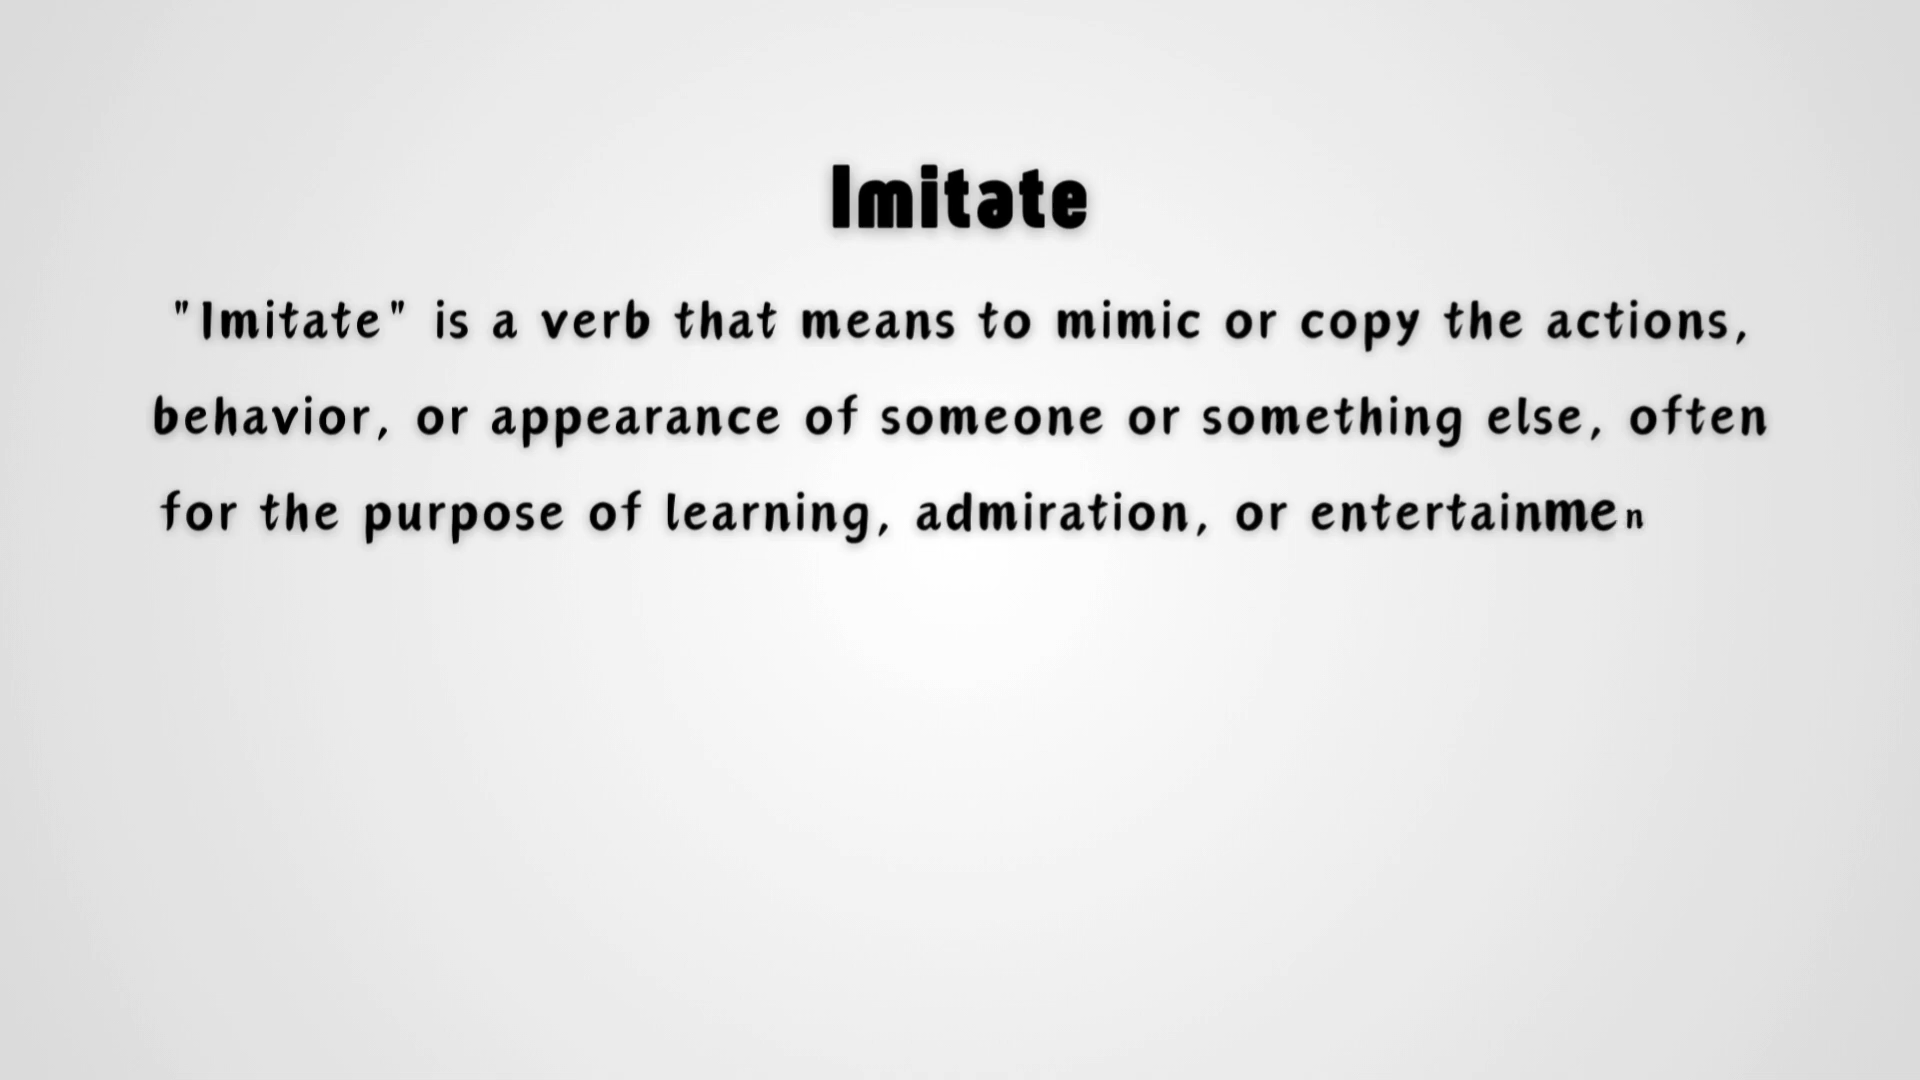 Imitate
"Imitate" is a verb that means to mimic or copy the actions,
behavior, or appearance of someone or something else, often
for the purpose of learning, admiration, or entertainmen